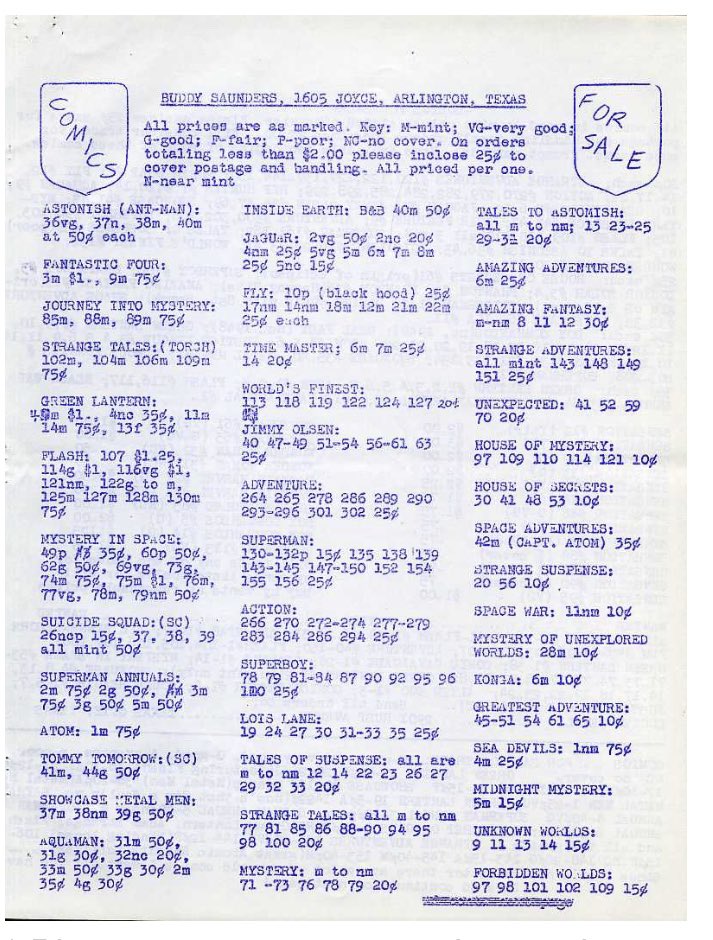 COMICS
BUDDY SAUNDERS, 1605 JOYCE, ARLINGTON, TEXAS
FOR SALE
All prices are as marked. Key: M-mint; VG-very good;
G-good; F-fair; P-poor; NC-no cover. On orders
totaling less than $2.00 please inclose 25¢ to
cover postage and handling. All priced per one.
N-near mint
ASTONISH (ANT-MAN):
36vg, 37n, 38m, 40m
at 50¢ each
FANTASTIC FOUR:
3m $1., 9m 75¢
JOURNEY INTO MYSTERY:
85m, 88m, 89m 75¢
STRANGE TALES:(TORCH)
102m, 104m 106m 109m
75¢
GREEN LANTERN:
$1., 4nc 35¢, 11m
14m 75¢, 13f 35¢
FLASH: 107 $1.25,
114g $1, 116vg $1,
121nm, 122g to m,
125m 127m 128m 130m
75¢
MYSTERY IN SPACE:
49p 35¢, 60p 50¢,
62g 50¢, 69vg, 73g,
74m 75¢, 75m $1, 76m,
77vg, 78m, 79nm 50¢
SUICIDE SQUAD:(SC)
26ncp 15¢, 37, 38, 39
all mint 50¢
SUPERMAN ANNUALS:
2m 75¢ 2g 50¢, 3m
75¢ 3g 50¢ 5m 50¢
ATOM: 1m 75¢
TOMMY TOMORROW:(SC)
41m, 44g 50¢
SHOWCASE METAL MEN:
37m 38nm 39g 50¢
AQUAMAN: 31m 50¢,
31g 30¢, 32nc 20¢,
33m 50¢ 33g 30¢ 2m
35¢ 4g 30¢
INSIDE EARTH: B&B 40m 50¢
JAGUAR: 2vg 50¢ 2nc 20¢
4nm 25¢ 5vg 5m 6m 7m 8m
25¢ 5nc 15¢
FLY: 10p (black hood) 25¢
17nm 14nm 18m 12m 21m 22m
25¢ each
TIME MASTER; 6m 7m 25¢
14 20¢
WORLD'S FINEST:
113 118 119 122 124 127 20¢
JIMMY OLSEN:
40 47-49 51-54 56-61 63
25¢
ADVENTURE:
264 265 278 286 289 290
293-296 301 302 25¢
SUPERMAN:
130-132p 15¢ 135 138 139
143-145 147-150 152 154
155 156 25¢
ACTION:
266 270 272-274 277-279
283 284 286 294 25¢
SUPERBOY:
78 79 81-84 87 90 92 95 96
100 25¢
LOIS LANE:
19 24 27 30 31-33 35 25¢
TALES OF SUSPENSE: all are
m to nm 12 14 22 23 26 27
29 32 33 20¢
STRANGE TALES: all m to nm
77 81 85 86 88-90 94 95
98 100 20¢
MYSTERY: m to nm
71 -73 76 78 79 20¢
TALES TO ASTOMISH:
all m to nm; 13 23-25
29-31 20¢
AMAZING ADVENTURES:
6m 25¢
AMAZING FANTASY:
m-nm 8 11 12 30¢
STRANGE ADVENTURES:
all mint 143 148 149
151 25¢
UNEXPECTED: 41 52 59
70 20¢
HOUSE OF MYSTERY:
97 109 110 114 121 10¢
HOUSE OF SECRETS:
30 41 48 53 10¢
SPACE ADVENTURES:
42m (CAPT. ATOM) 35¢
STRANGE SUSPENSE:
20 56 10¢
SPACE WAR: 11nm 10¢
MYSTERY OF UNEXPLORED
WORLDS: 28m 10¢
KONGA: 6m 10¢
GREATEST ADVENTURE:
45-51 54 61 65 10¢
SEA DEVILS: 1nm 75¢
4m 25¢
MIDNIGHT MYSTERY:
5m 15¢
UNKNOWN WORLDS:
9 11 13 14 15¢
FORBIDDEN WORLDS:
97 98 101 102 109 15¢